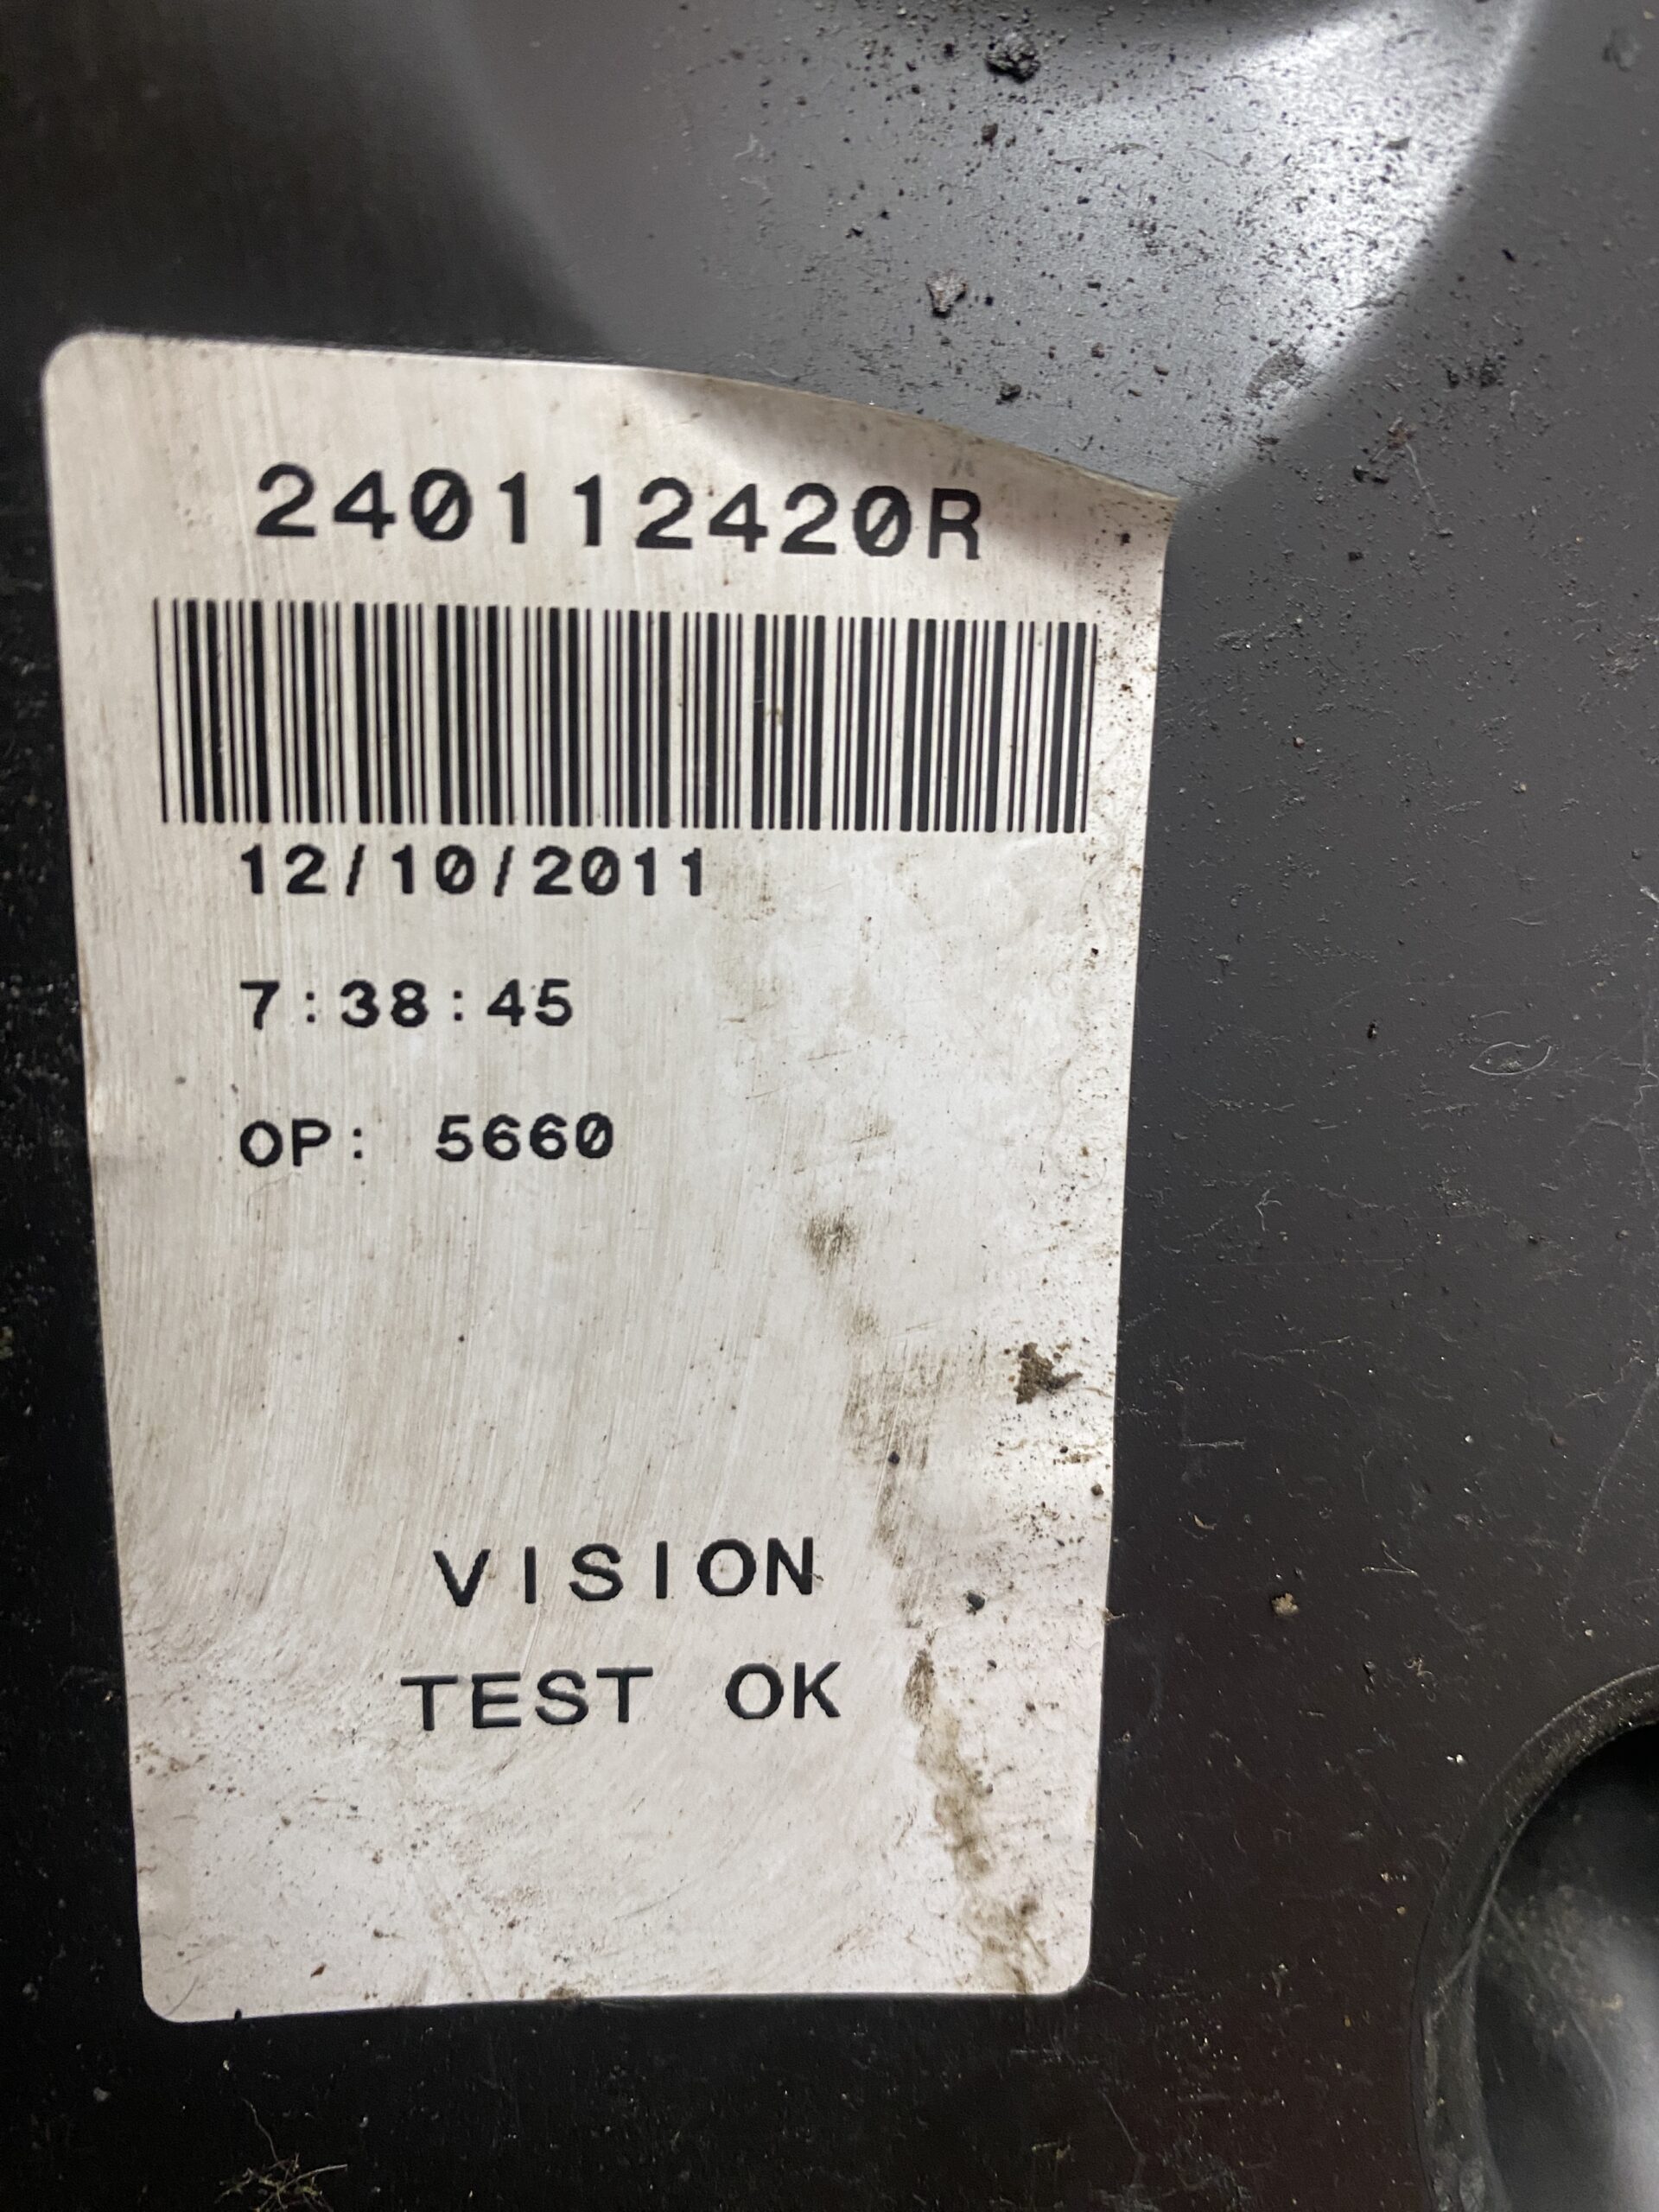 240112420R
12/10/2011
7:38:45
OP: 5660
VISION
TEST OK